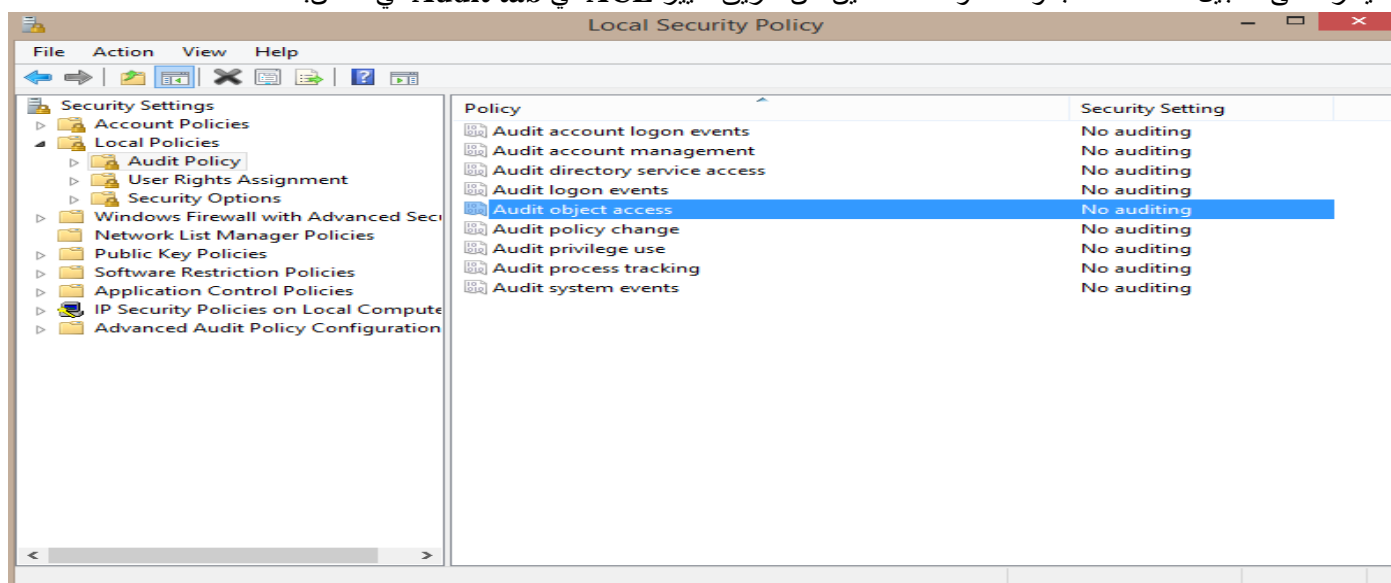 ACE في Audit tab في
Local Security Policy
File Action View Help
Security Settings
Account Policies
Local Policies
Audit Policy
User Rights Assignment
Security Options
Windows Firewall with Advanced Secu
Network List Manager Policies
Public Key Policies
Software Restriction Policies
Application Control Policies
IP Security Policies on Local Compute
Advanced Audit Policy Configuration
Policy Security Setting
Audit account logon events No auditing
Audit account management No auditing
Audit directory service access No auditing
Audit logon events No auditing
Audit object access No auditing
Audit policy change No auditing
Audit privilege use No auditing
Audit process tracking No auditing
Audit system events No auditing